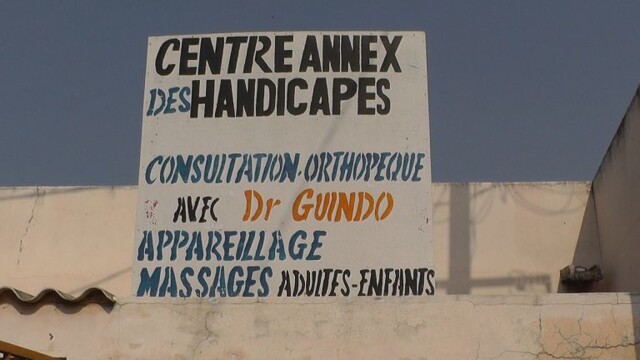 CENTRE ANNEX
DES HANDICAPES
CONSULTATION-ORTHOPEQUE
AVEC Dr GUINDO
APPAREILLAGE
MASSAGES ADULTES-ENFANTS